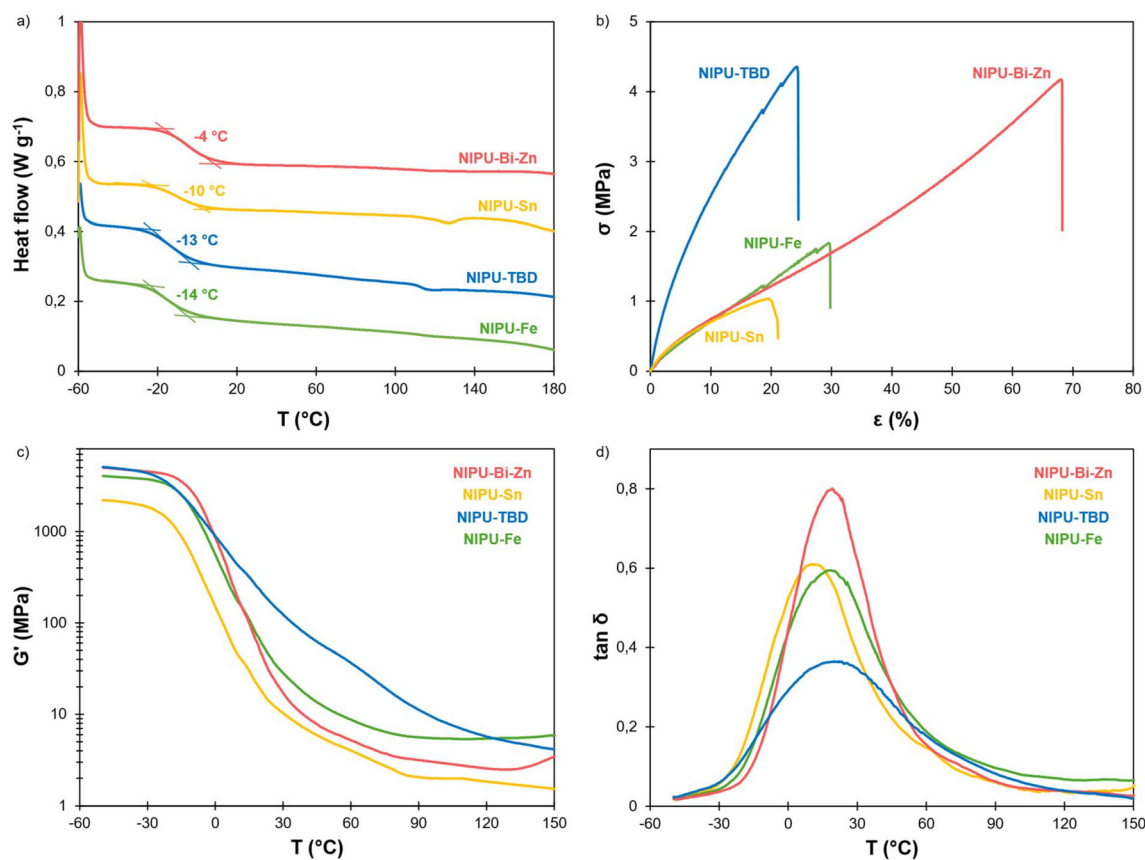 a)
1
0,8
0,6
0,4
0,2
0
Heat flow (W g⁻¹)
-4 °C
NIPU-Bi-Zn
-10 °C
NIPU-Sn
-13 °C
NIPU-TBD
-14 °C
NIPU-Fe
-60 -20 20 60 100 140 180
T (°C)
b)
5
4
3
2
1
0
σ (MPa)
NIPU-TBD
NIPU-Bi-Zn
NIPU-Fe
NIPU-Sn
0 10 20 30 40 50 60 70 80
ε (%)
c)
1000
100
10
1
G' (MPa)
NIPU-Bi-Zn
NIPU-Sn
NIPU-TBD
NIPU-Fe
-60 -30 0 30 60 90 120 150
T (°C)
d)
0,8
0,6
0,4
0,2
0
tan δ
NIPU-Bi-Zn
NIPU-Sn
NIPU-TBD
NIPU-Fe
-60 -30 0 30 60 90 120 150
T (°C)